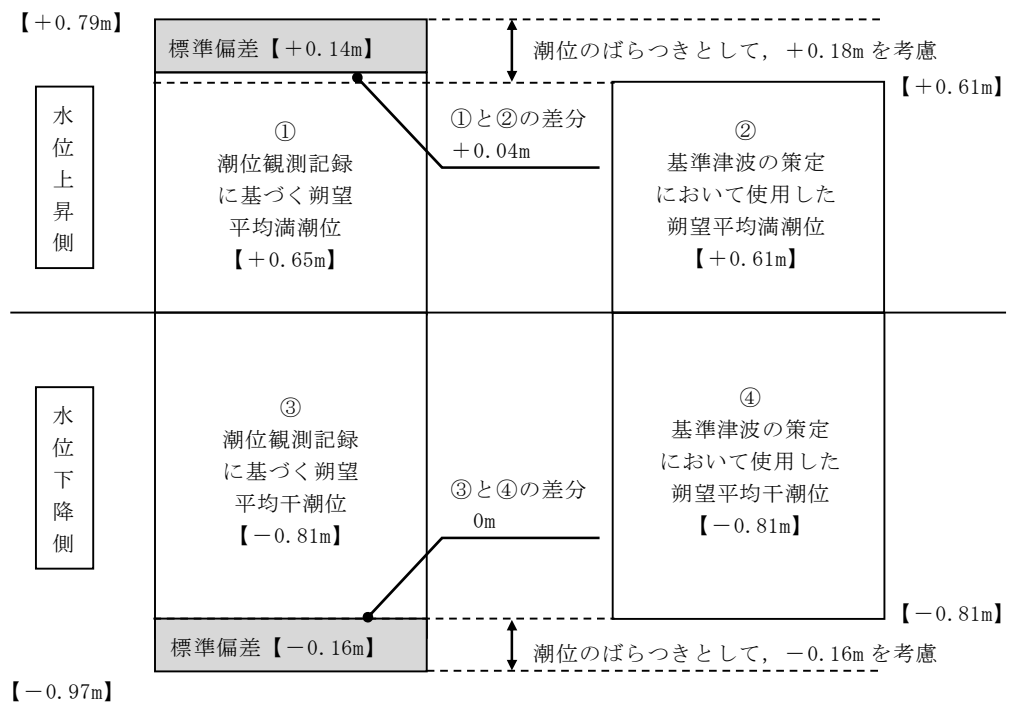 【+0.79m】
標準偏差【+0.14m】
潮位のばらつきとして,+0.18mを考慮
【+0.61m】
水位上昇側
①
潮位観測記録
に基づく朔望
平均満潮位
【+0.65m】
①と②の差分
+0.04m
②
基準津波の策定
において使用した
朔望平均満潮位
【+0.61m】
水位下降側
③
潮位観測記録
に基づく朔望
平均干潮位
【-0.81m】
③と④の差分
0m
④
基準津波の策定
において使用した
朔望平均干潮位
【-0.81m】
【-0.81m】
標準偏差【-0.16m】
潮位のばらつきとして,-0.16mを考慮
【-0.97m】